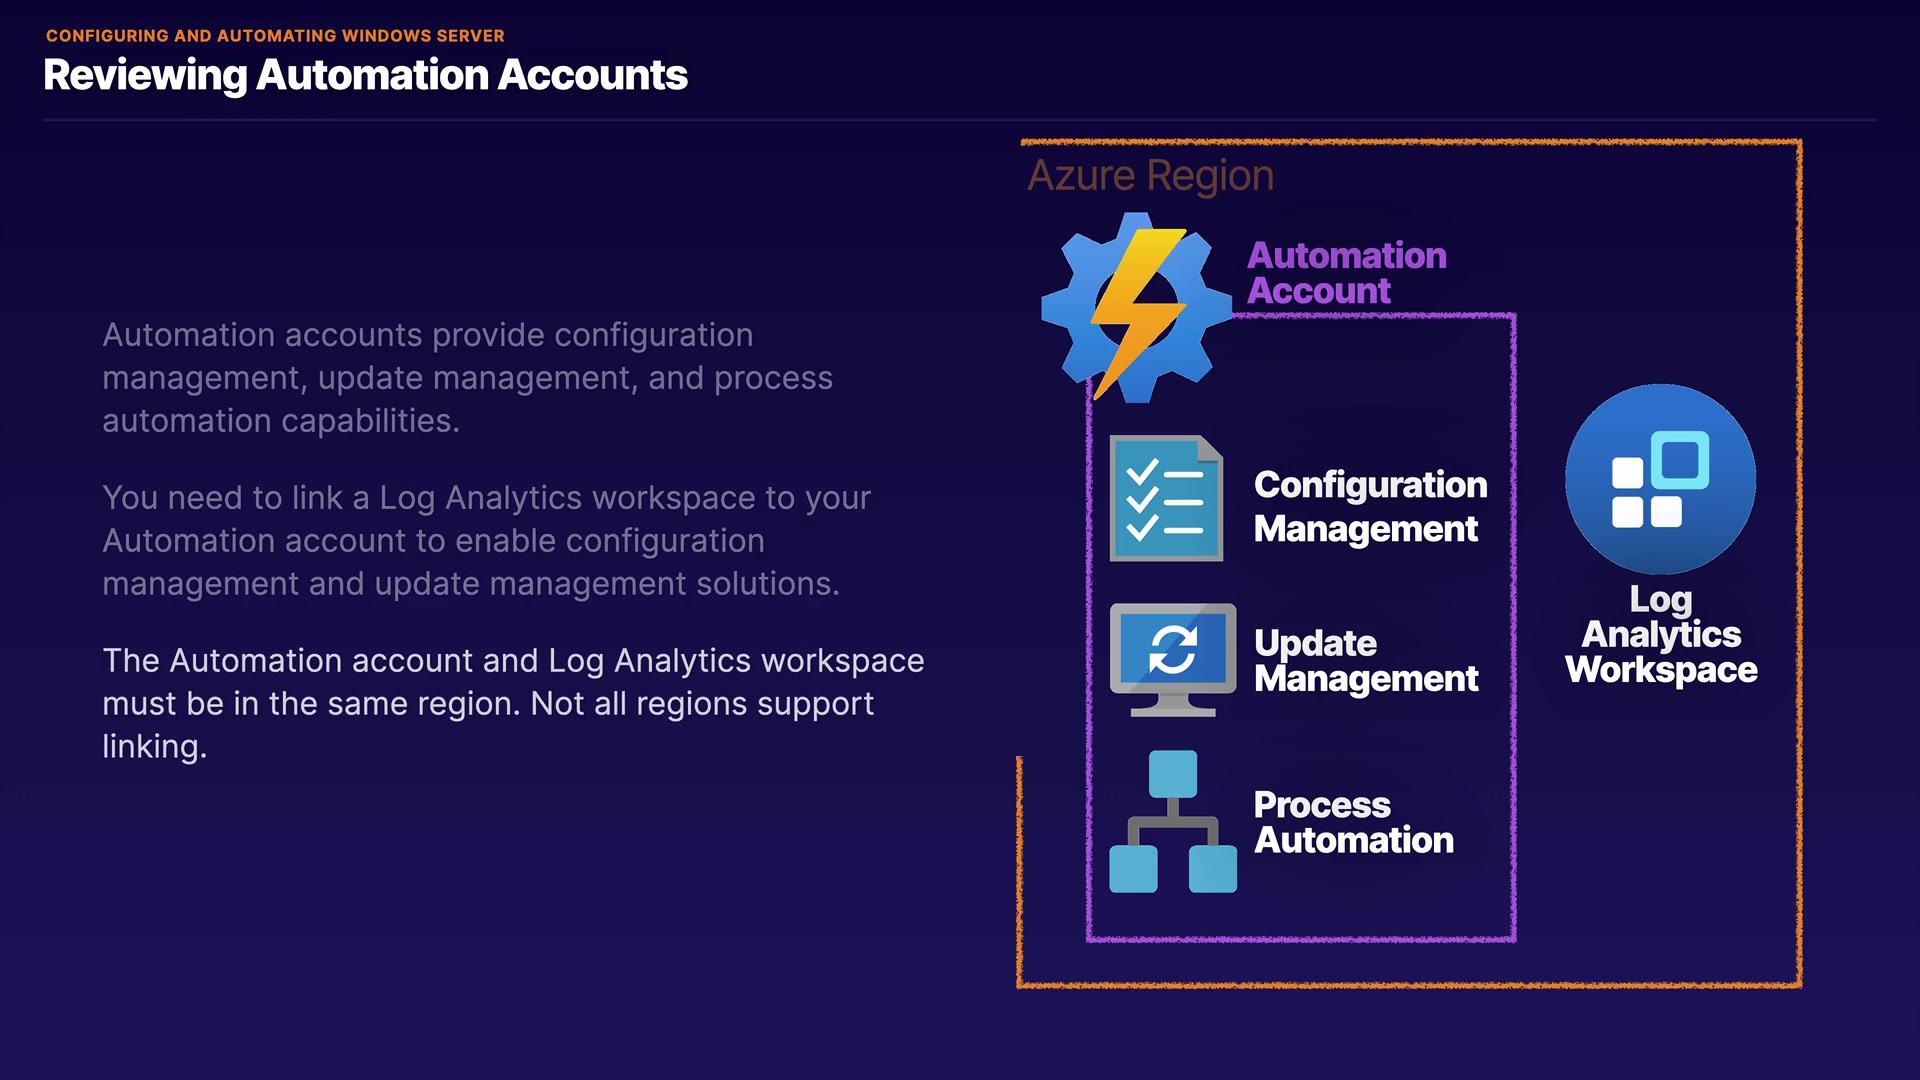 CONFIGURING AND AUTOMATING WINDOWS SERVER
Reviewing Automation Accounts
Automation accounts provide configuration
management, update management, and process
automation capabilities.
You need to link a Log Analytics workspace to your
Automation account to enable configuration
management and update management solutions.
The Automation account and Log Analytics workspace
must be in the same region. Not all regions support
linking.
Azure Region
Automation
Account
Configuration
Management
Update
Management
Process
Automation
Log
Analytics
Workspace